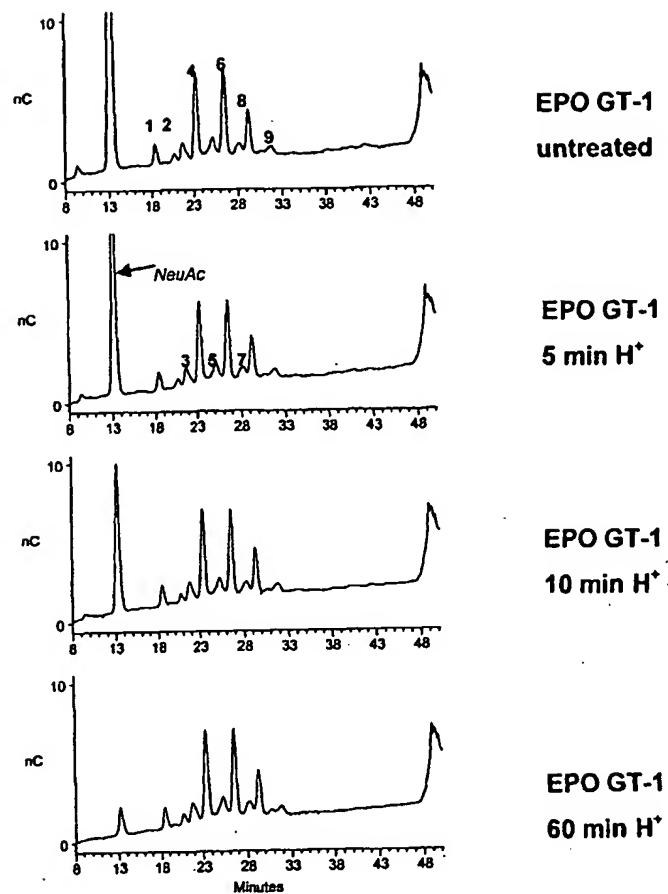 10
nC
0
1 2 4 6 8 9
8 13 18 23 28 33 38 43 48
EPO GT-1
untreated
10
nC
0
NeuAc
3 5 7
8 13 18 23 28 33 38 43 48
EPO GT-1
5 min H⁺
10
nC
0
8 13 18 23 28 33 38 43 48
EPO GT-1
10 min H⁺
10
nC
0
8 13 18 23 28 33 38 43 48
Minutes
EPO GT-1
60 min H⁺